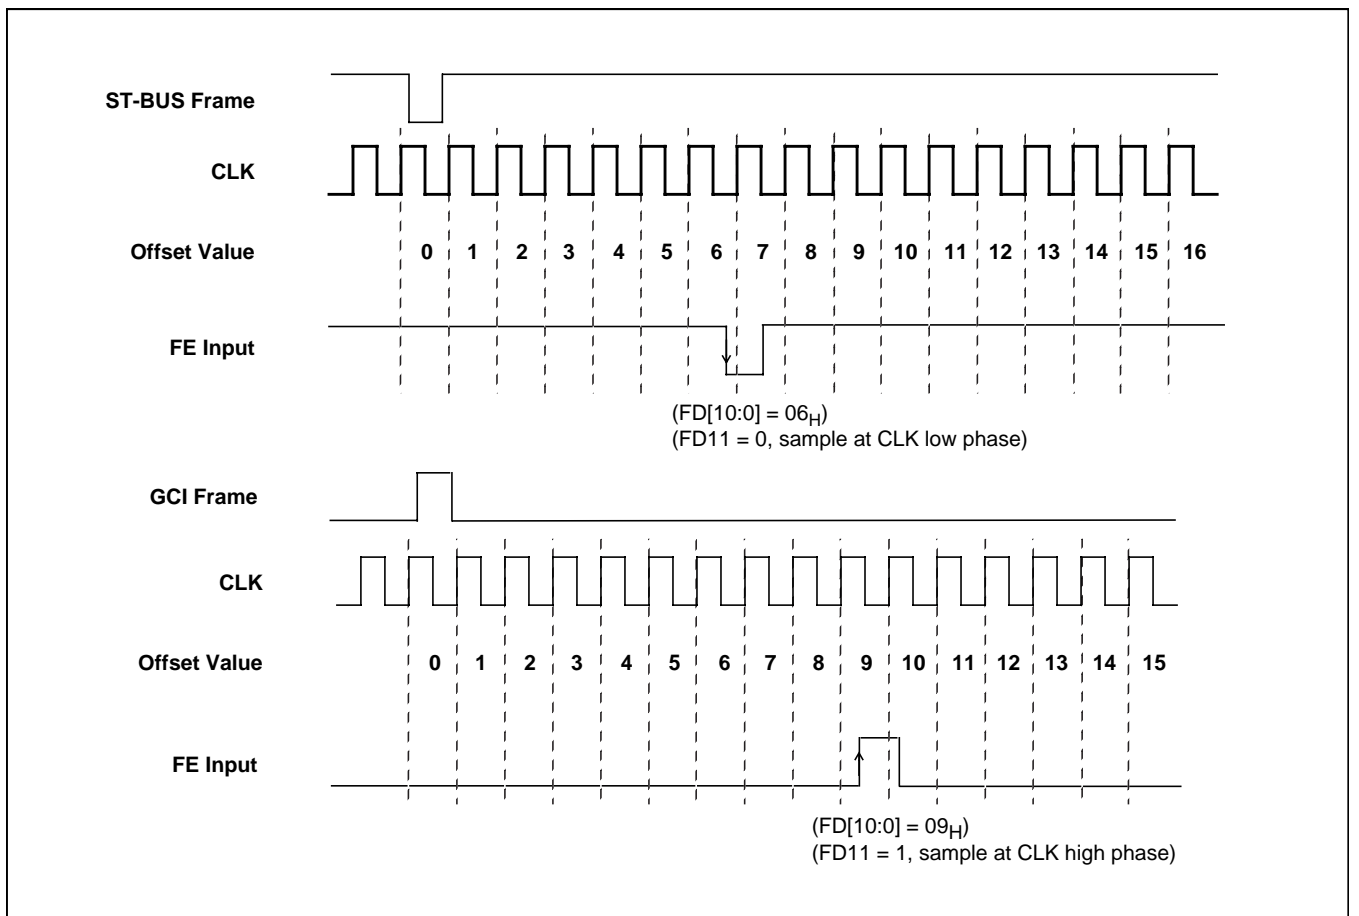 ST-BUS Frame
CLK
Offset Value 0 1 2 3 4 5 6 7 8 9 10 11 12 13 14 15 16
FE Input
(FD[10:0] = 06H)
(FD11 = 0, sample at CLK low phase)
GCI Frame
CLK
Offset Value 0 1 2 3 4 5 6 7 8 9 10 11 12 13 14 15
FE Input
(FD[10:0] = 09H)
(FD11 = 1, sample at CLK high phase)